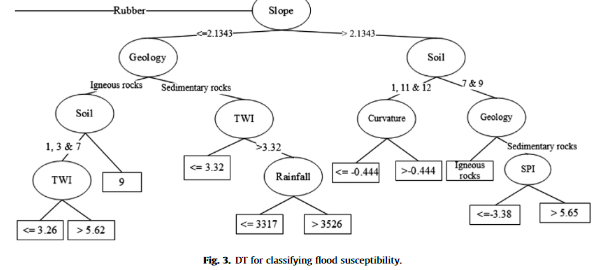 Rubber
Slope
<=2.1343
> 2.1343
Geology
Soil
Igneous rocks
Sedimentary rocks
1, 11 & 12
7 & 9
Soil
TWI
Curvature
Geology
1, 3 & 7
>3.32
Sedimentary rocks
TWI
9
<= 3.32
Rainfall
<= -0.444
>-0.444
Igneous
rocks
SPI
<= 3.26
> 5.62
<= 3317
> 3526
<=-3.38
> 5.65
Fig. 3. DT for classifying flood susceptibility.